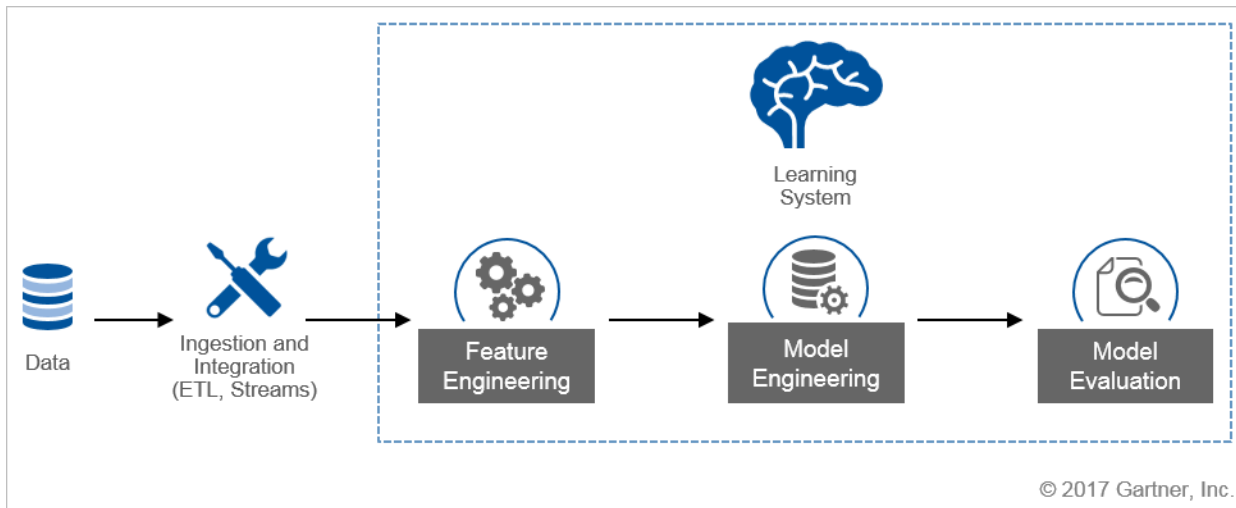 Learning
System
Data
Ingestion and
Integration
(ETL, Streams)
Feature
Engineering
Model
Engineering
Model
Evaluation
© 2017 Gartner, Inc.